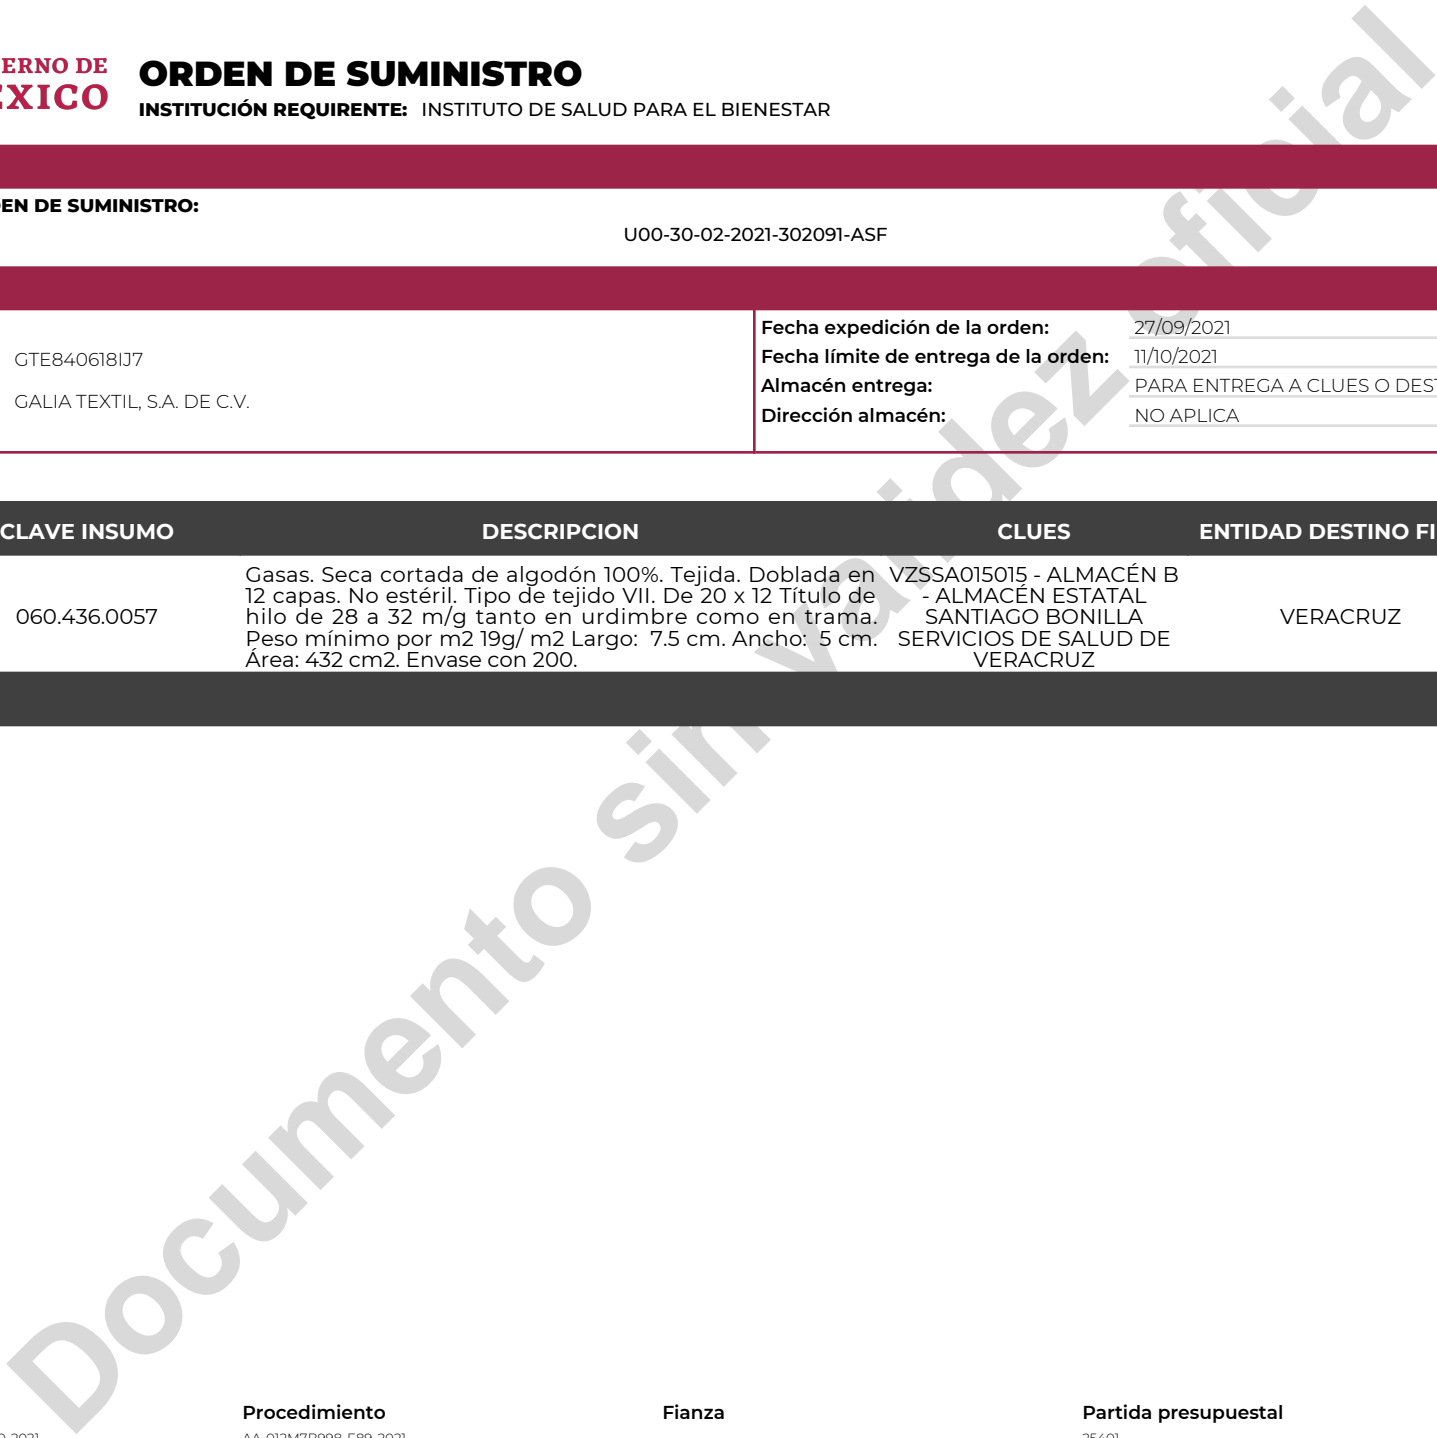 ERNO DE
ÉXICO
ORDEN DE SUMINISTRO
INSTITUCIÓN REQUIRENTE: INSTITUTO DE SALUD PARA EL BIENESTAR
EN DE SUMINISTRO:
U00-30-02-2021-302091-ASF
GTE840618IJ7
GALIA TEXTIL, S.A. DE C.V.
Fecha expedición de la orden: 27/09/2021
Fecha límite de entrega de la orden: 11/10/2021
Almacén entrega: PARA ENTREGA A CLUES O DEST
Dirección almacén: NO APLICA
CLAVE INSUMO DESCRIPCION CLUES ENTIDAD DESTINO FI
060.436.0057
Gasas. Seca cortada de algodón 100%. Tejida. Doblada en
12 capas. No estéril. Tipo de tejido VII. De 20 x 12 Título de
hilo de 28 a 32 m/g tanto en urdimbre como en trama.
Peso mínimo por m2 19g/ m2 Largo: 7.5 cm. Ancho: 5 cm.
Área: 432 cm2. Envase con 200.
VZSSA015015 - ALMACÉN B
- ALMACÉN ESTATAL
SANTIAGO BONILLA
SERVICIOS DE SALUD DE
VERACRUZ
VERACRUZ
Documento sin validez oficial
Procedimiento Fianza Partida presupuestal